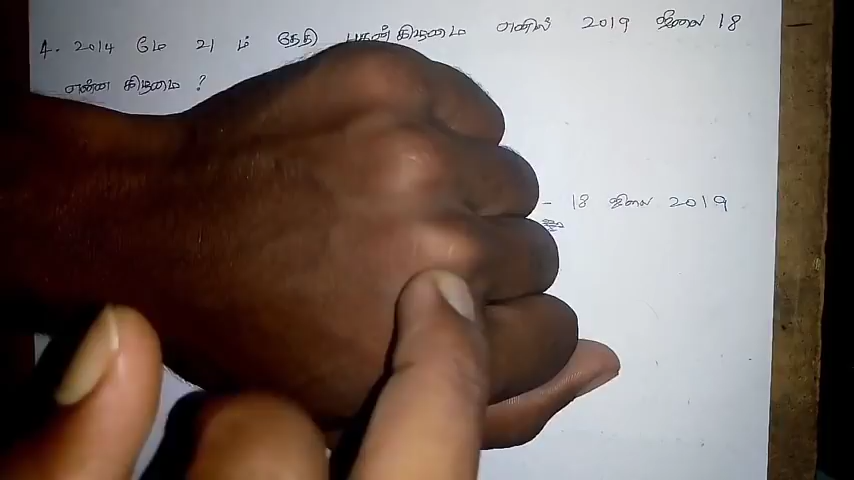 4. 2014 மே 21 ம் தேதி புதன்கிழமை எனில் 2019 ஜீலை 18
என்ன கிழமை ?
- 18 ஜீலை 2019